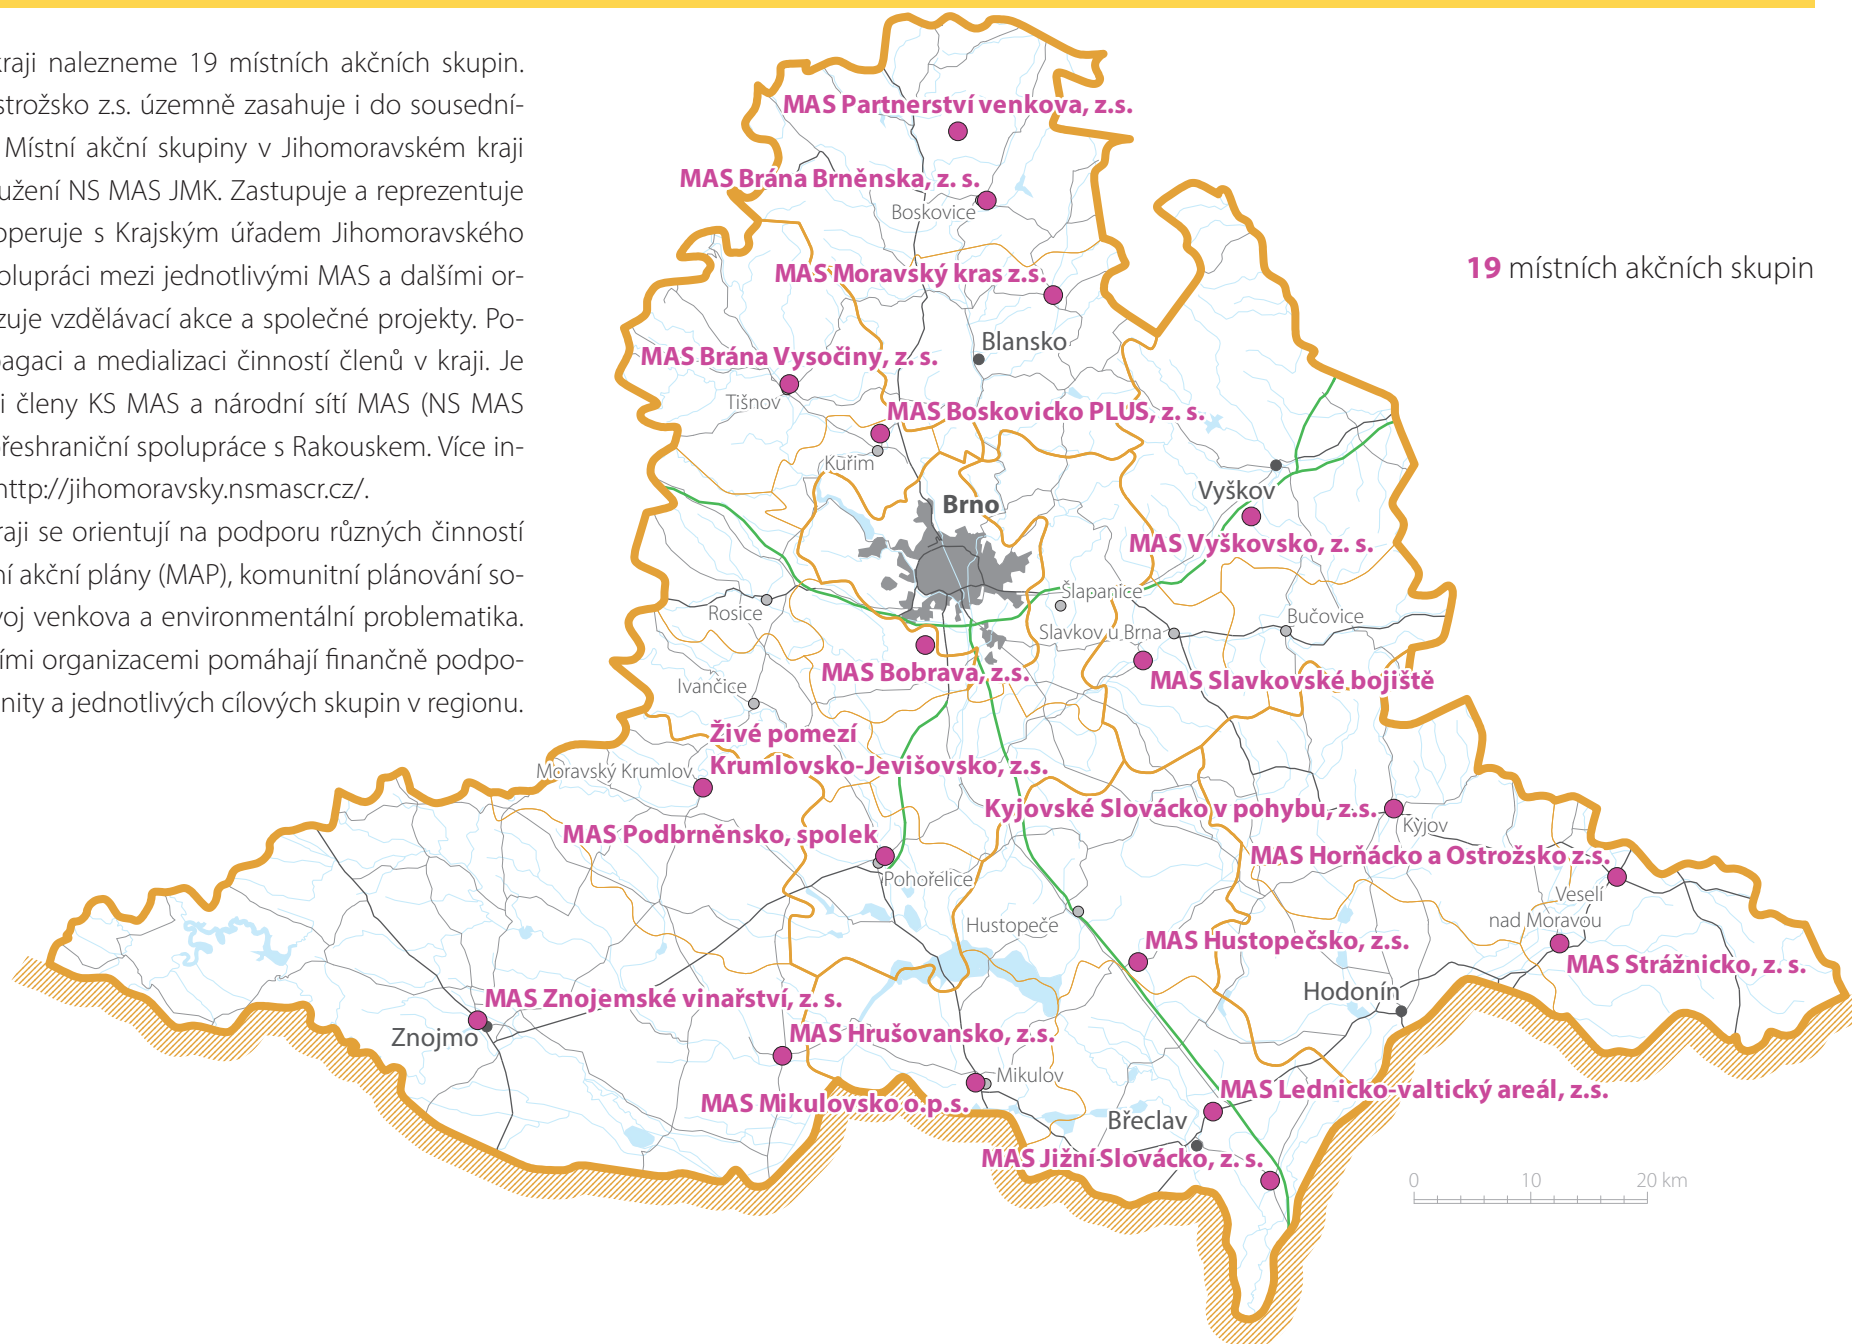 kraji nalezneme 19 místních akčních skupin.
strožsko z.s. územně zasahuje i do sousední-
Místní akční skupiny v Jihomoravském kraji
užení NS MAS JMK. Zastupuje a reprezentuje
operuje s Krajským úřadem Jihomoravského
olupráci mezi jednotlivými MAS a dalšími or-
zuje vzdělávací akce a společné projekty. Po-
agaci a medializaci činností členů v kraji. Je
i členy KS MAS a národní sítí MAS (NS MAS
řeshraniční spolupráce s Rakouskem. Více in-
http://jihomoravsky.nsmascr.cz/.
raji se orientují na podporu různých činností
ní akční plány (MAP), komunitní plánování so-
voj venkova a environmentální problematika.
ími organizacemi pomáhají finančně podpo-
nity a jednotlivých cílových skupin v regionu.
19 místních akčních skupin
MAS Partnerství venkova, z.s.
MAS Brána Brněnska, z. s.
Boskovice
MAS Moravský kras z.s.
Blansko
MAS Brána Vysočiny, z. s.
Tišnov
MAS Boskovicko PLUS, z. s.
Kuřim
Brno
Vyškov
MAS Vyškovsko, z. s.
Šlapanice
Rosice
Bučovice
Slavkov u Brna
MAS Bobrava, z.s.
MAS Slavkovské bojiště
Ivančice
Živé pomezí
Krumlovsko-Jevišovsko, z.s.
Moravský Krumlov
Kyjovské Slovácko v pohybu, z.s.
Kyjov
MAS Podbrněnsko, spolek
MAS Horňácko a Ostrožsko z.s.
Pohořelice
Veselí
nad Moravou
Hustopeče
MAS Hustopečsko, z.s.
MAS Strážnicko, z. s.
Hodonín
MAS Znojemské vinařství, z. s.
Znojmo
MAS Hrušovansko, z.s.
Mikulov
MAS Mikulovsko o.p.s.
MAS Lednicko-valtický areál, z.s.
Břeclav
MAS Jižní Slovácko, z. s.
0 10 20 km